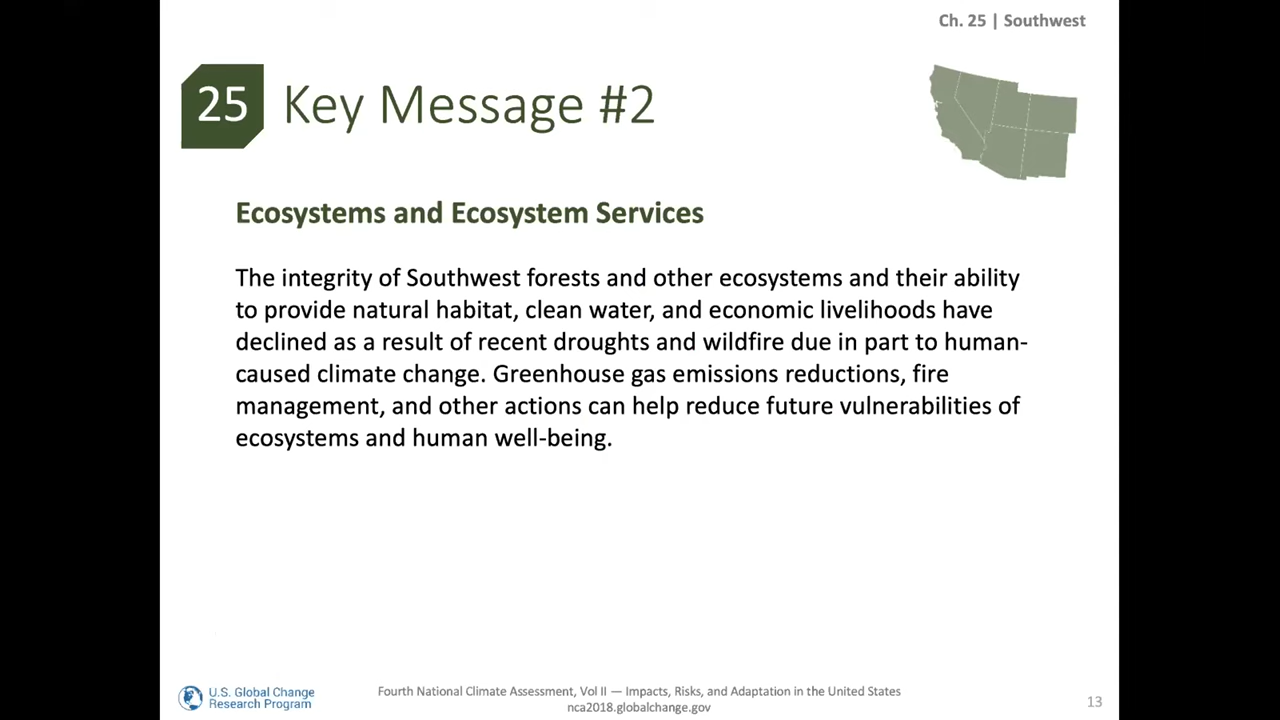 Ch. 25 | Southwest
25
Key Message #2
Ecosystems and Ecosystem Services
The integrity of Southwest forests and other ecosystems and their ability
to provide natural habitat, clean water, and economic livelihoods have
declined as a result of recent droughts and wildfire due in part to human-
caused climate change. Greenhouse gas emissions reductions, fire
management, and other actions can help reduce future vulnerabilities of
ecosystems and human well-being.
U.S. Global Change
Research Program
Fourth National Climate Assessment, Vol II — Impacts, Risks, and Adaptation in the United States
nca2018.globalchange.gov
13